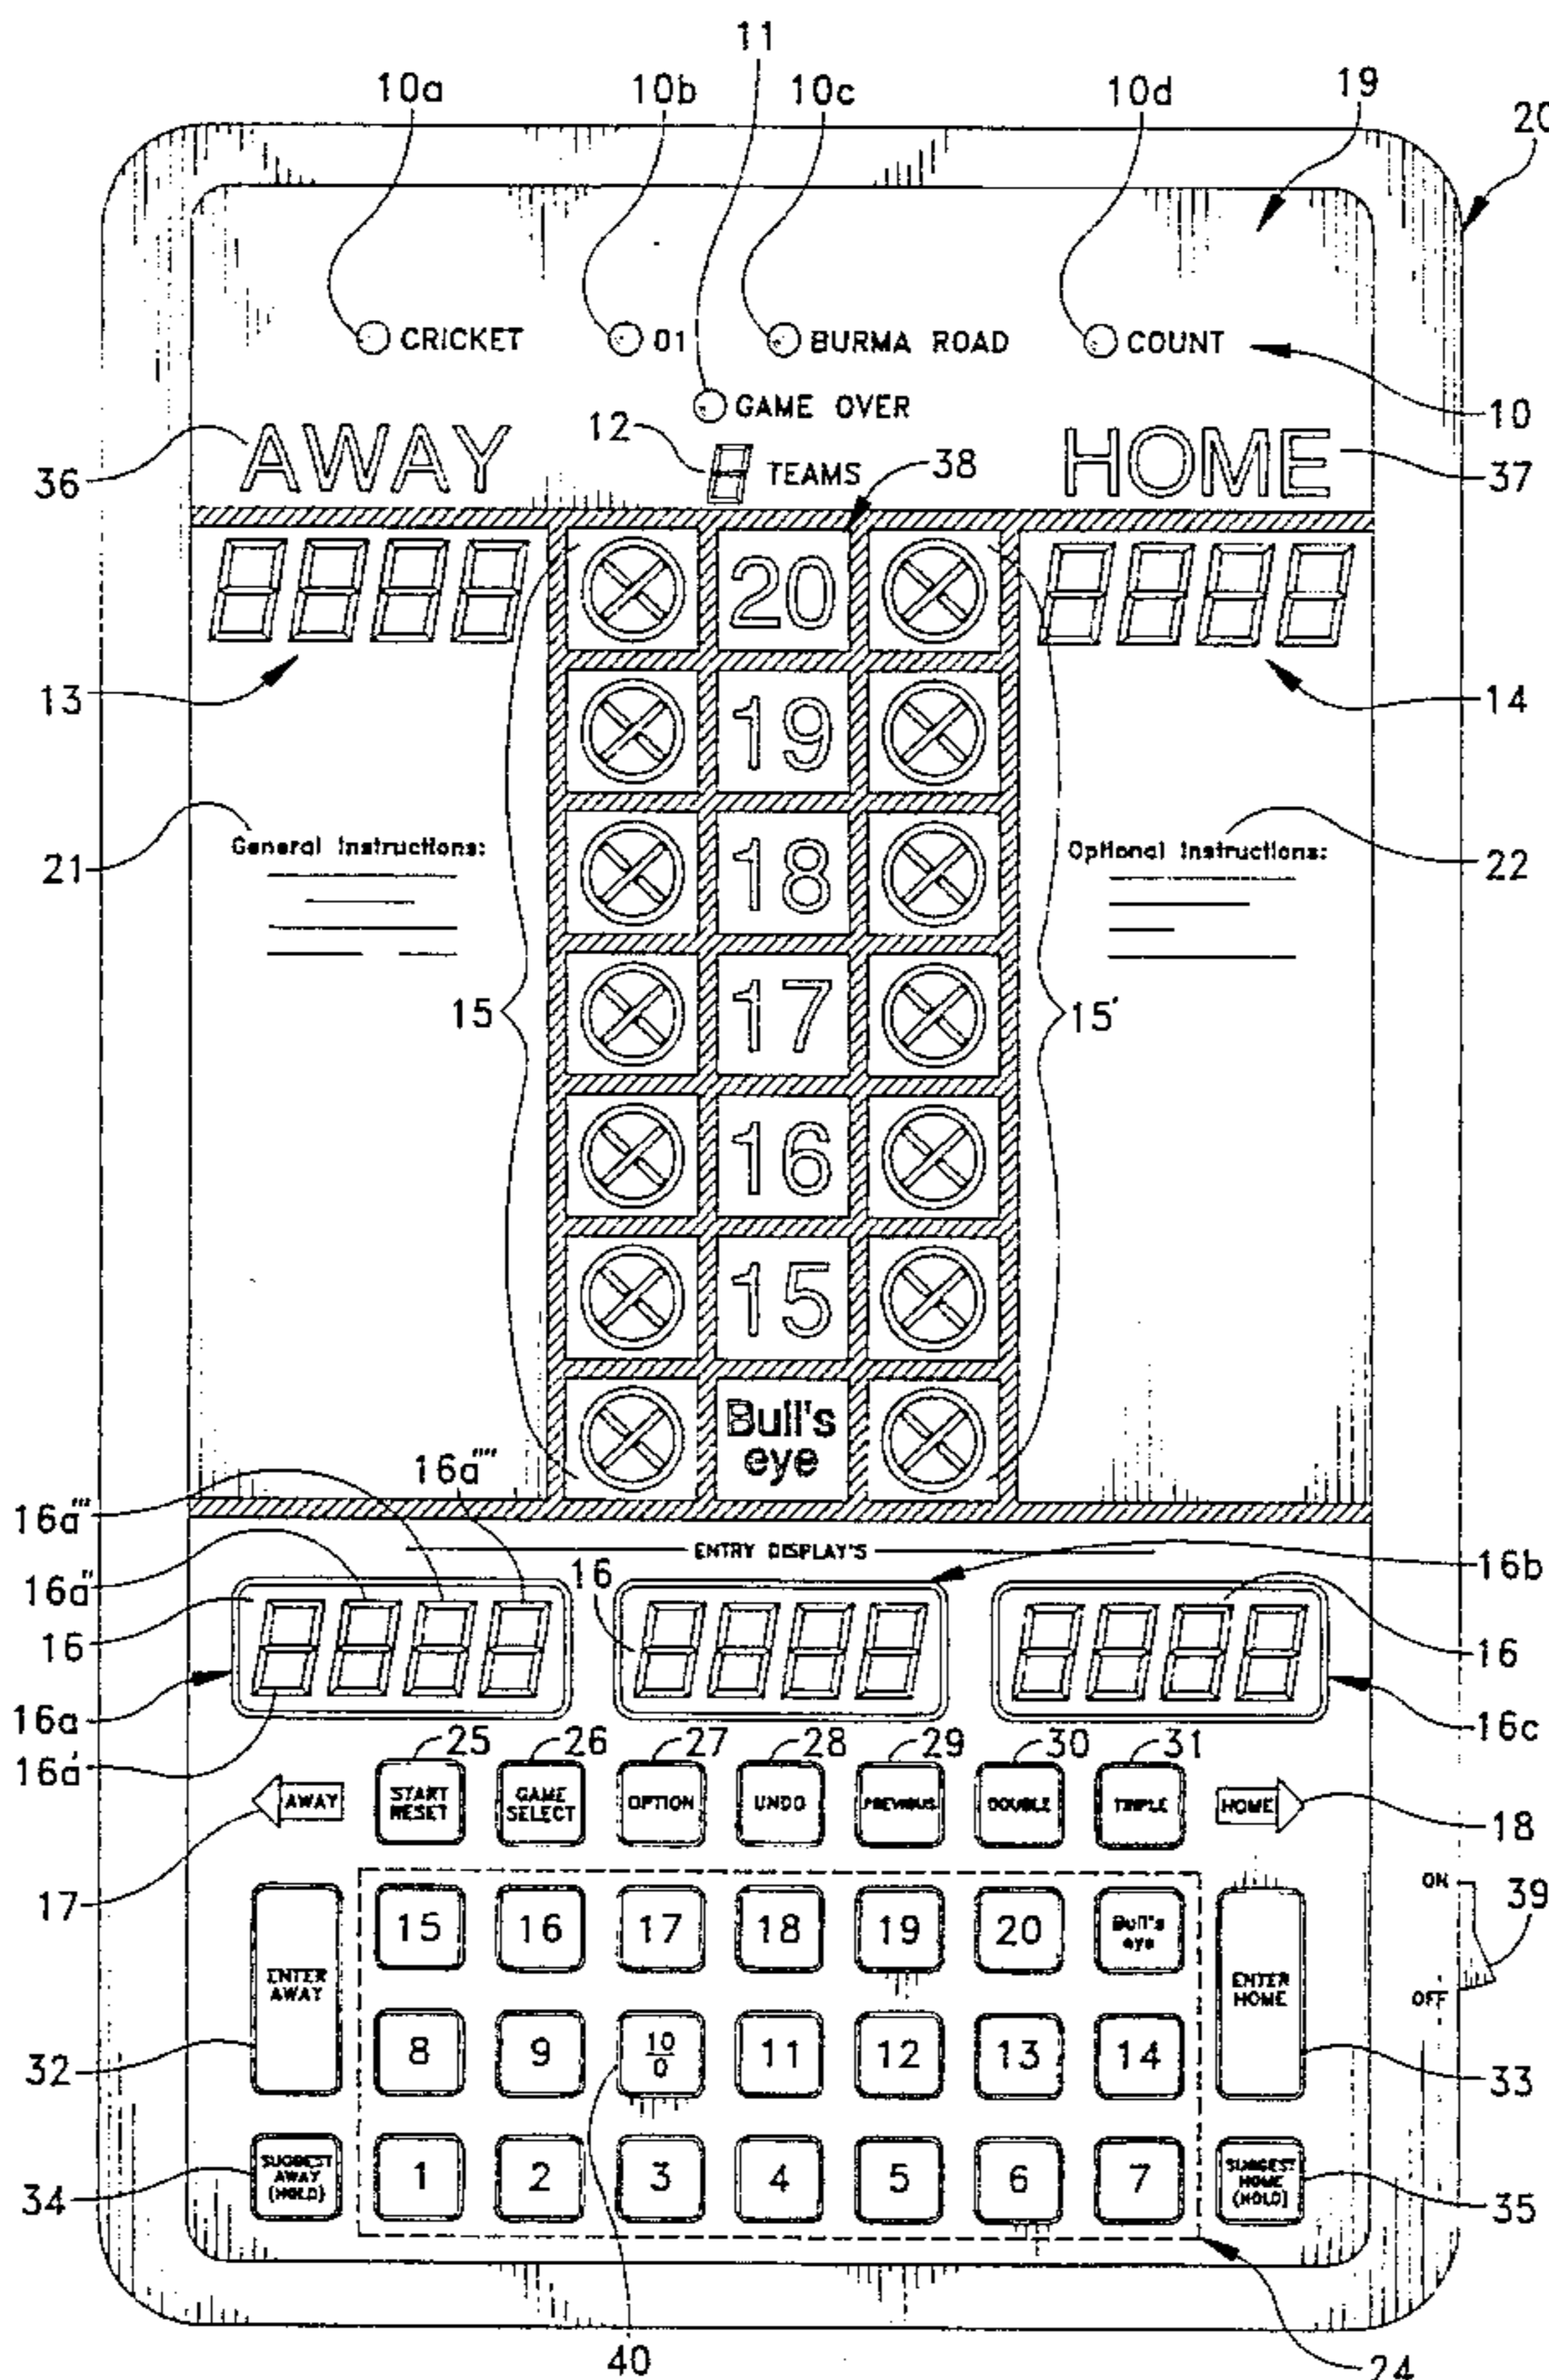 11
10a 10b 10c 10d 19 20
CRICKET 01 BURMA ROAD COUNT
GAME OVER
10
36 AWAY 12 TEAMS 38 HOME 37
20
13 14
19
21 General Instructions: 18 Optional Instructions: 22
15 17 15'
16
15
Bull's
eye
16a''''
16a'''
ENTRY DISPLAY'S
16a'' 16 16b
16 16
16a 16c
16a'
25 26 27 28 29 30 31
AWAY START RESET GAME SELECT OPTION UNDO PREVIOUS DOUBLE TRIPLE HOME 18
17 ON 39
15 16 17 18 19 20 Bull's eye
ENTER AWAY ENTER HOME
OFF
8 9 10/0 11 12 13 14
32 33
34 SUGGEST AWAY (HOLD) 1 2 3 4 5 6 7 SUGGEST HOME (HOLD) 35
40 24